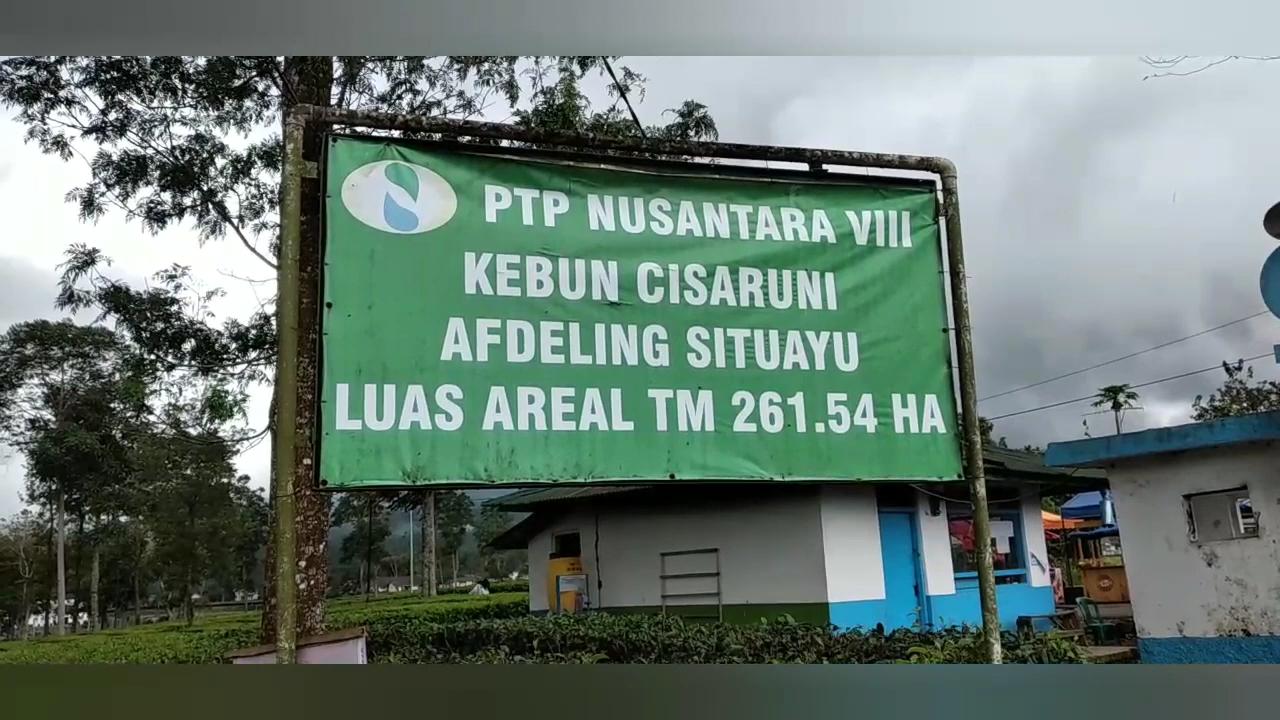 PTP NUSANTARA VIII
KEBUN CiSARUNI
AFDELING SITUAYU
LUAS AREAL TM 261.54 HA